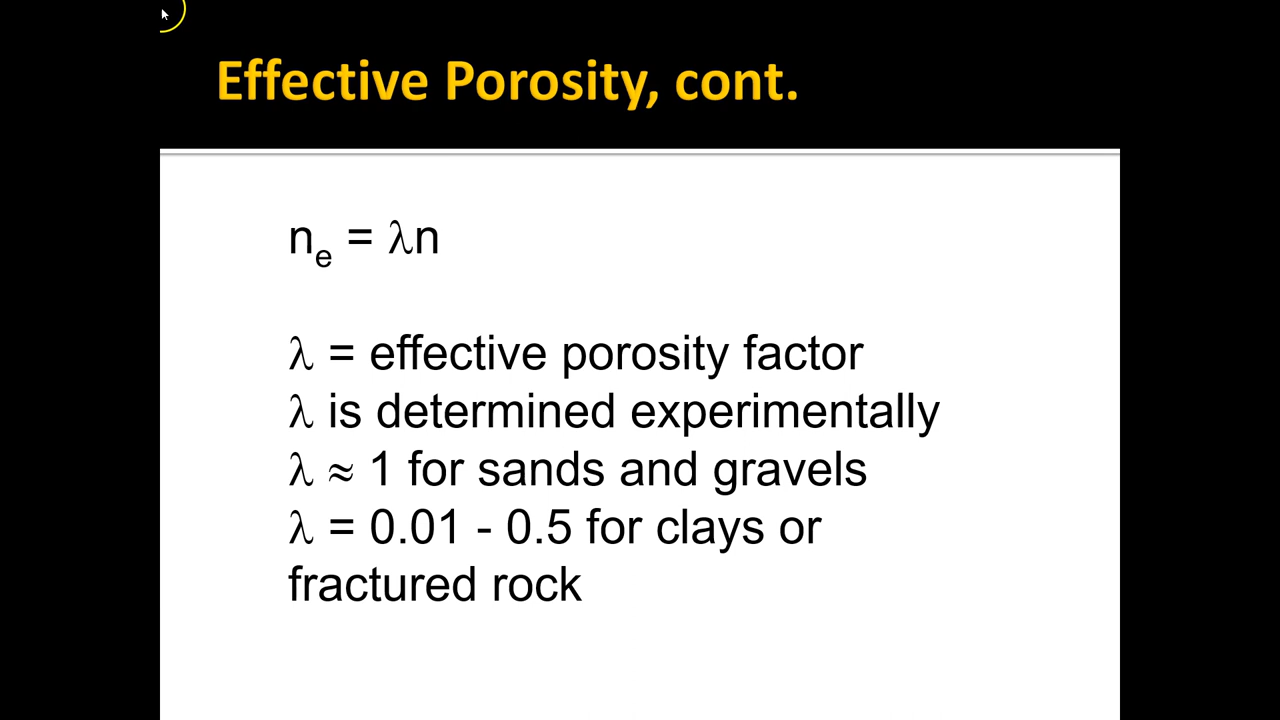 Effective Porosity, cont.
nₑ = λn
λ = effective porosity factor
λ is determined experimentally
λ ≈ 1 for sands and gravels
λ = 0.01 - 0.5 for clays or
fractured rock